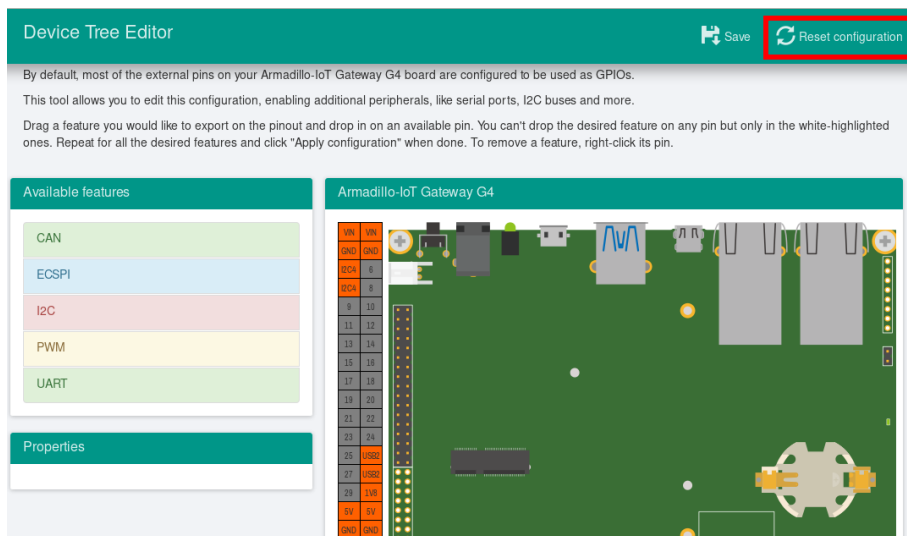 Device Tree Editor
Save
Reset configuration
By default, most of the external pins on your Armadillo-IoT Gateway G4 board are configured to be used as GPIOs.
This tool allows you to edit this configuration, enabling additional peripherals, like serial ports, I2C buses and more.
Drag a feature you would like to export on the pinout and drop in on an available pin. You can't drop the desired feature on any pin but only in the white-highlighted
ones. Repeat for all the desired features and click "Apply configuration" when done. To remove a feature, right-click its pin.
Available features
CAN
ECSPI
I2C
PWM
UART
Properties
Armadillo-IoT Gateway G4
VIN VIN
GND GND
I2C4 6
I2C4 8
9 10
11 12
13 14
15 16
17 18
19 20
21 22
23 24
25 USB2
27 USB2
29 1V8
5V 5V
GND GND